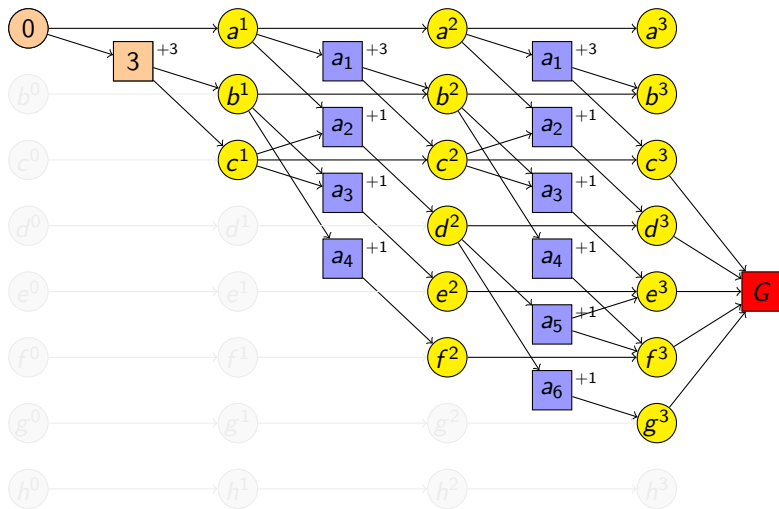 0 a¹ a² a³
3 +3 a₁ +3 a₁ +3
b⁰ b¹ b² b³
a₂ +1 a₂ +1
c⁰ c¹ c² c³
a₃ +1 a₃ +1
d⁰ d¹ d² d³
a₄ +1 a₄ +1
e⁰ e¹ e² e³ G
a₅ +1
f⁰ f¹ f² f³
a₆ +1
g⁰ g¹ g² g³
h⁰ h¹ h² h³